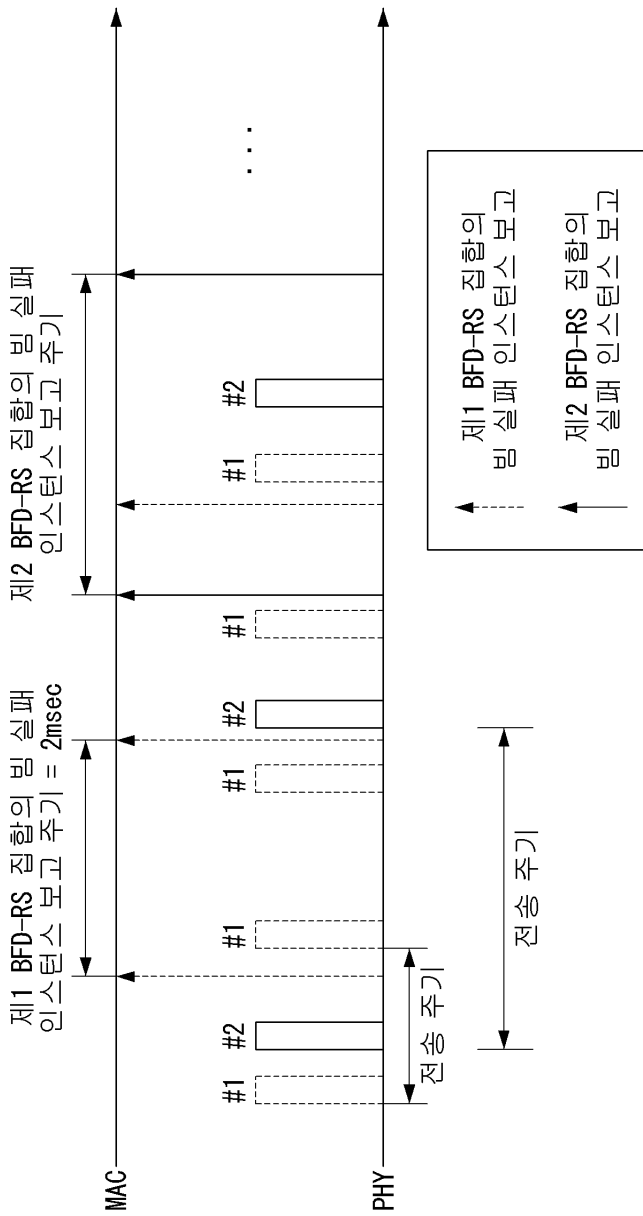 제1 BFD-RS 집합의 빔 실패
인스턴스 보고 주기 = 2msec
제2 BFD-RS 집합의 빔 실패
인스턴스 보고 주기
MAC
#1
#2
#1
#1
#2
#1
#1
#2
...
PHY
전송 주기
전송 주기
제1 BFD-RS 집합의
빔 실패 인스턴스 보고
제2 BFD-RS 집합의
빔 실패 인스턴스 보고